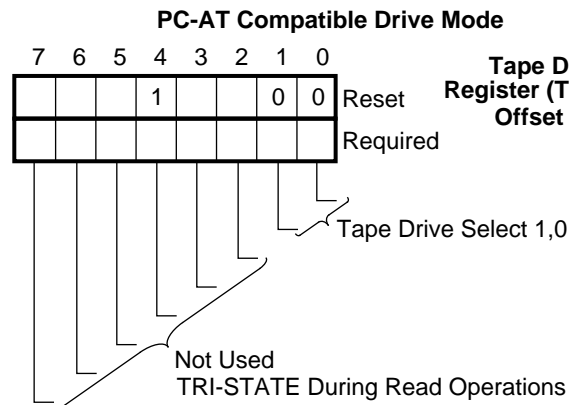 PC-AT Compatible Drive Mode
7 6 5 4 3 2 1 0
Tape D
1 0 0 Reset
Register (T
Offset
Required
Tape Drive Select 1,0
Not Used
TRI-STATE During Read Operations